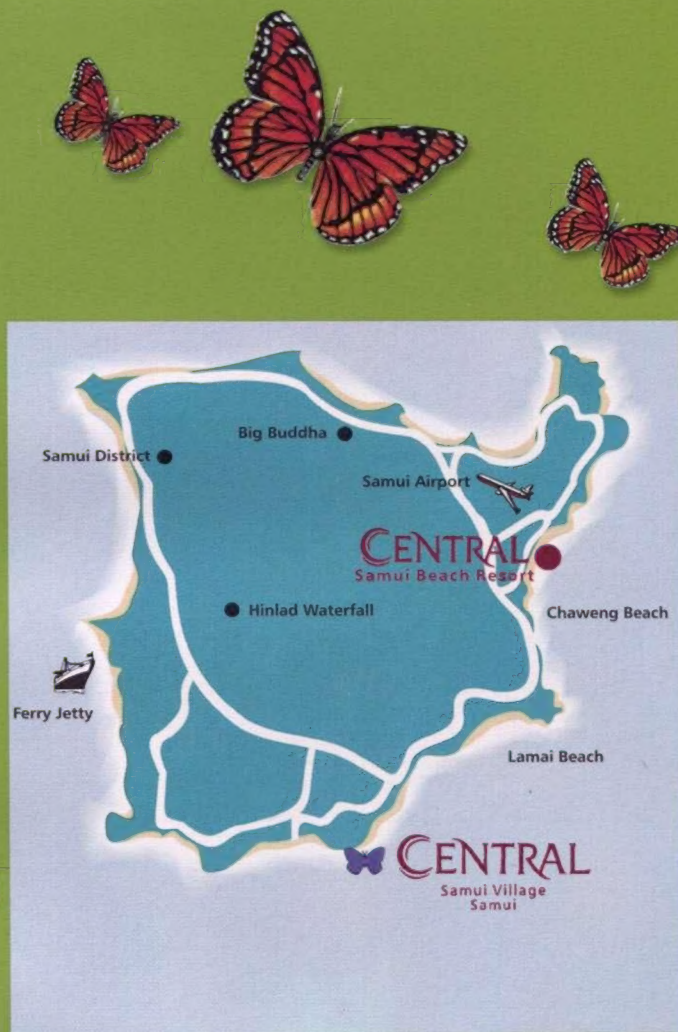 Big Buddha
Samui District
Samui Airport
CENTRAL
Samui Beach Resort
Hinlad Waterfall
Chaweng Beach
Ferry Jetty
Lamai Beach
CENTRAL
Samui Village
Samui